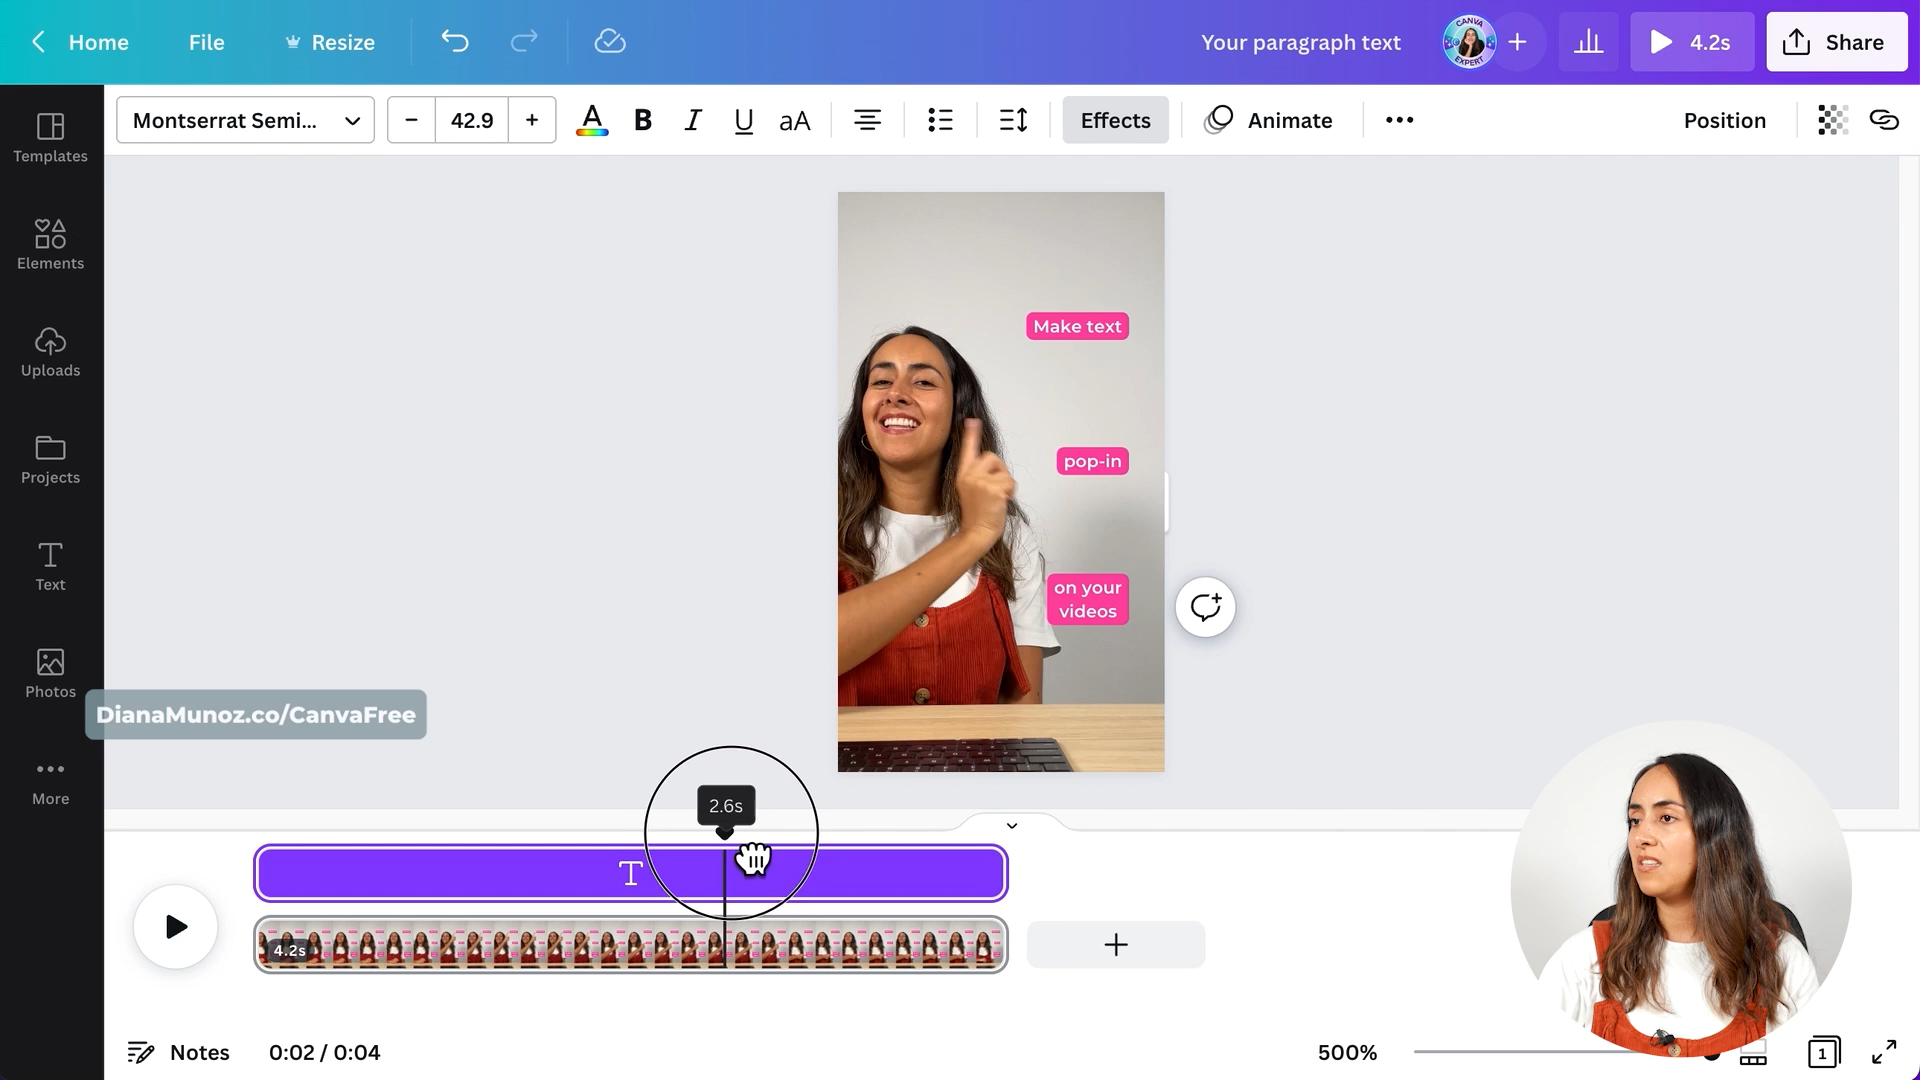 Home
File
Resize
Your paragraph text
CANVA
EXPERT
4.2s
Share
Montserrat Semi...
42.9
A
B
I
U
aA
Effects
Animate
Position
Templates
Elements
Uploads
Projects
Text
Photos
More
Make text
pop-in
on your
videos
DianaMunoz.co/CanvaFree
2.6s
T
4.2s
Notes
0:02 / 0:04
500%
1